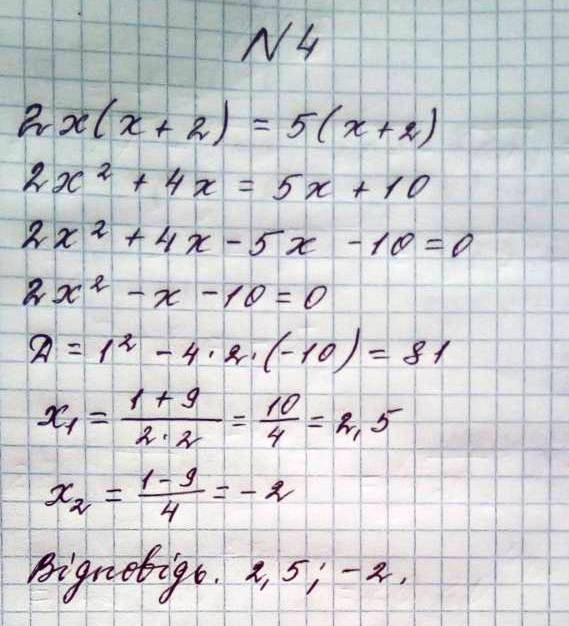 N 4
2x(x+2) = 5(x+2)
2x² + 4x = 5x + 10
2x² + 4x - 5x - 10 = 0
2x² - x - 10 = 0
D = 1² - 4·2·(-10) = 81
x₁ = (1+9)/(2·2) = 10/4 = 2,5
x₂ = (1-9)/4 = -2
Відповідь. 2,5; -2.